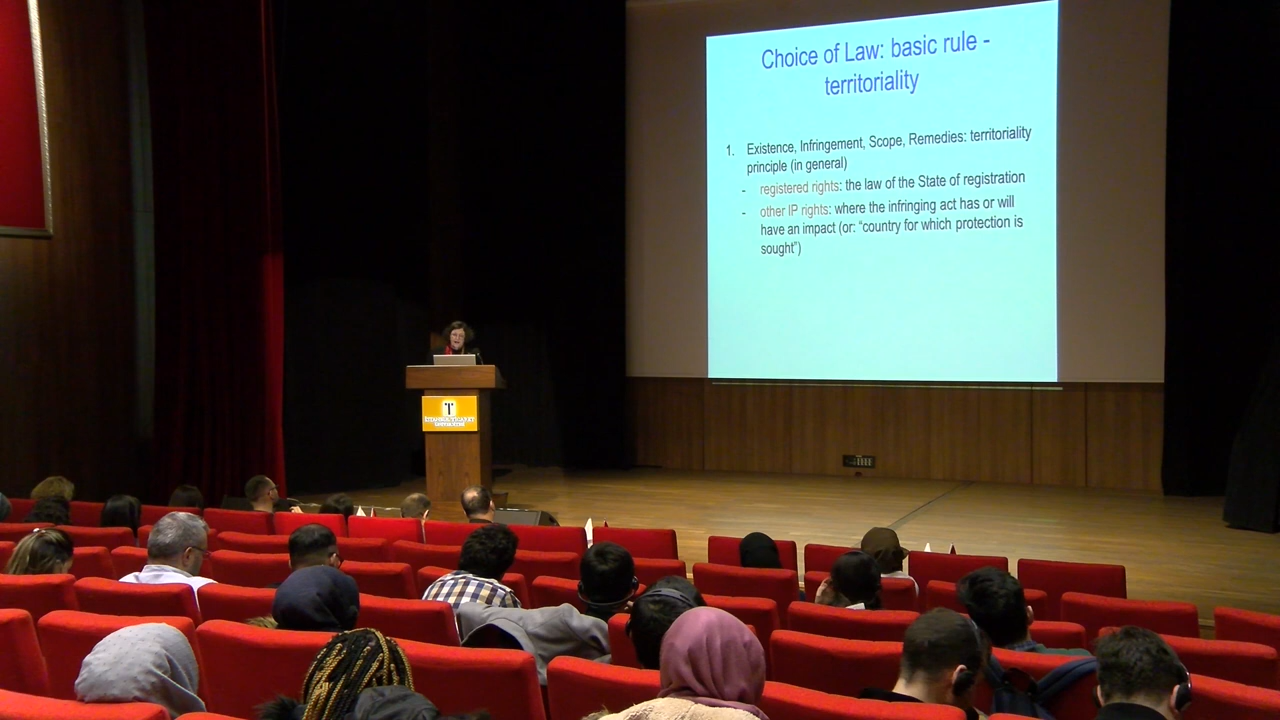 Choice of Law: basic rule -
territoriality
1. Existence, Infringement, Scope, Remedies: territoriality
principle (in general)
- registered rights: the law of the State of registration
- other IP rights: where the infringing act has or will
have an impact (or: “country for which protection is
sought”)